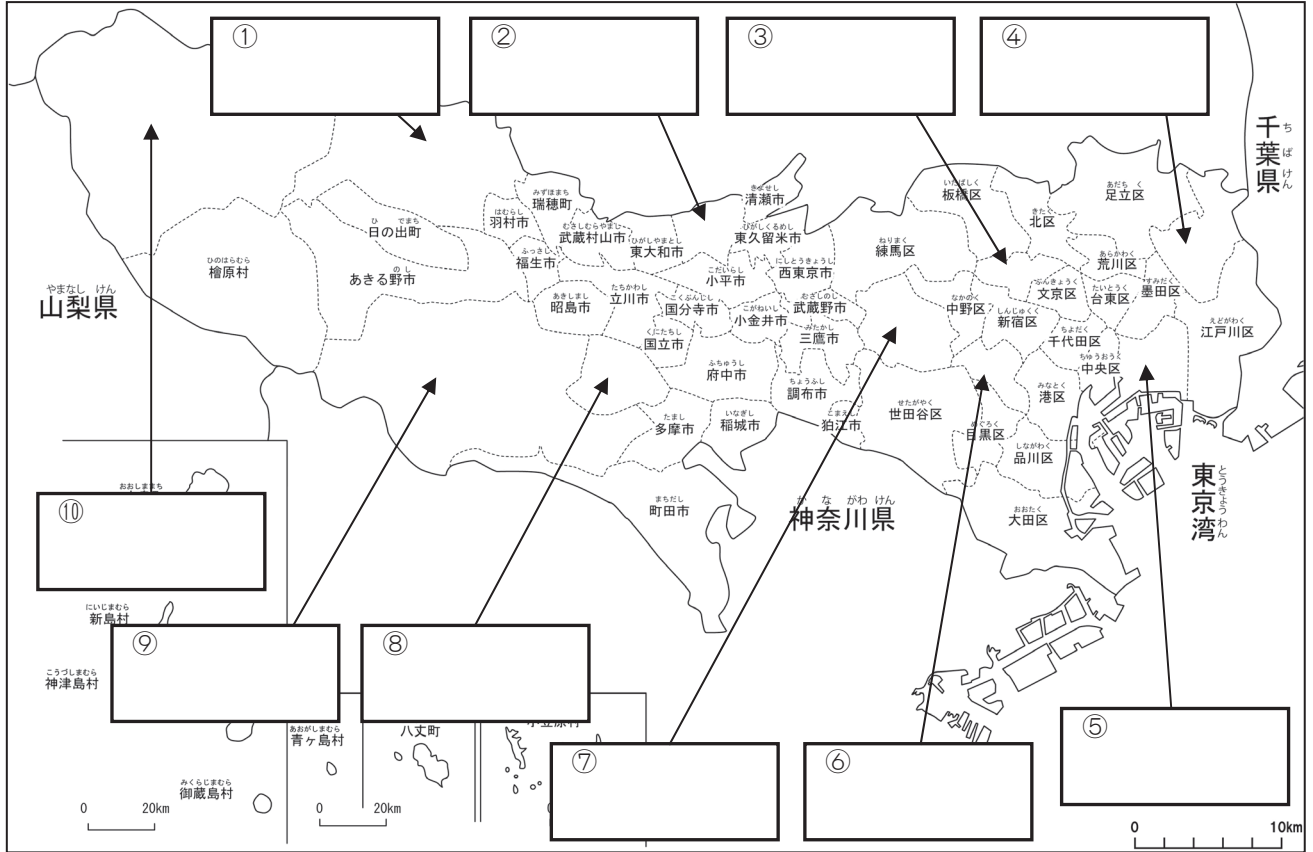 ①
②
③
④
千葉県
ちばけん
きよせし
清瀬市
いたばしく
板橋区
あだち く
足立区
みずほまち
瑞穂町
きたく
北区
はむらし
羽村市
むさしむらやまし
武蔵村山市
ひがしやまとし
東大和市
ひがしくるめし
東久留米市
ひ のでまち
日の出町
ねりまく
練馬区
あらかわく
荒川区
ふっさし
福生市
こだいらし
小平市
にしとうきょうし
西東京市
ひのはらむら
檜原村
あきる野市
のし
ぶんきょうく
文京区
たいとうく
台東区
すみだく
墨田区
やまなし けん
山梨県
あきしまし
昭島市
たちかわし
立川市
こくぶんじし
国分寺市
こがねいし
小金井市
むさしのし
武蔵野市
なかのく
中野区
しんじゅくく
新宿区
えどがわく
江戸川区
くにたちし
国立市
みたかし
三鷹市
ちよだく
千代田区
ふちゅうし
府中市
ちゅうおうく
中央区
ちょうふし
調布市
みなとく
港区
せたがやく
世田谷区
たまし
多摩市
いなぎし
稲城市
こまえし
狛江市
めぐろく
目黒区
しながわく
品川区
東京湾
とうきょうわん
おおしままち
⑩
まちだし
町田市
か な がわ けん
神奈川県
おおたく
大田区
にいじまむら
新島村
⑨
⑧
こうづしまむら
神津島村
あおがしまむら
青ヶ島村
八丈町
小笠原村
⑦
⑥
⑤
みくらじまむら
御蔵島村
0 20km
0 20km
0 10km